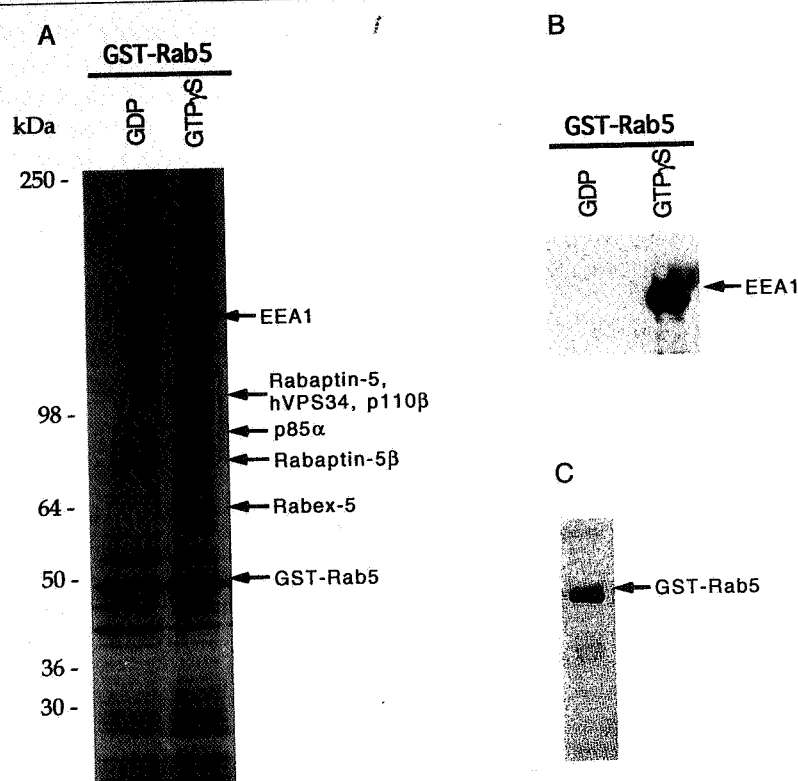 A
GST-Rab5
GDP
GTPγS
kDa
250 -
98 -
64 -
50 -
36 -
30 -
EEA1
Rabaptin-5,
hVPS34, p110β
p85α
Rabaptin-5β
Rabex-5
GST-Rab5
B
GST-Rab5
GDP
GTPγS
EEA1
C
GST-Rab5